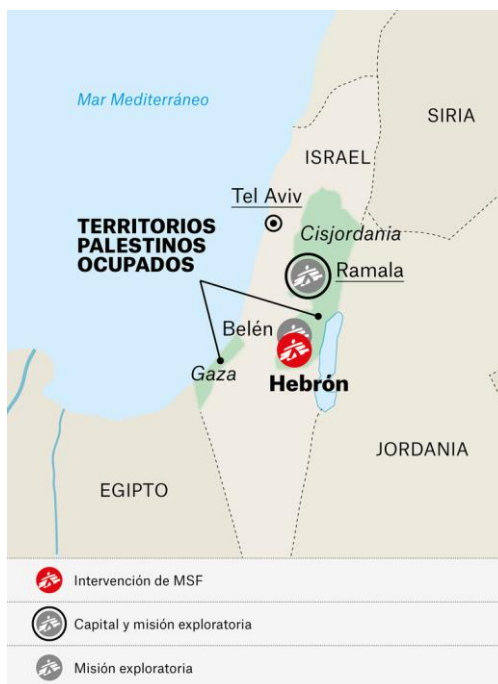 Mar Mediterráneo
SIRIA
ISRAEL
Tel Aviv
TERRITORIOS
PALESTINOS
OCUPADOS
Cisjordania
Ramala
Belén
Gaza
Hebrón
JORDANIA
EGIPTO
Intervención de MSF
Capital y misión exploratoria
Misión exploratoria